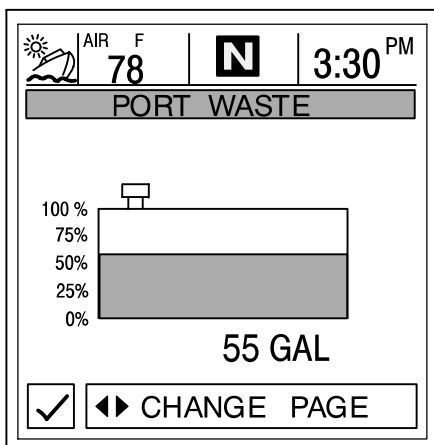 AIR F
78
N
3:30 PM
PORT WASTE
100 %
75%
50%
25%
0%
55 GAL
CHANGE PAGE